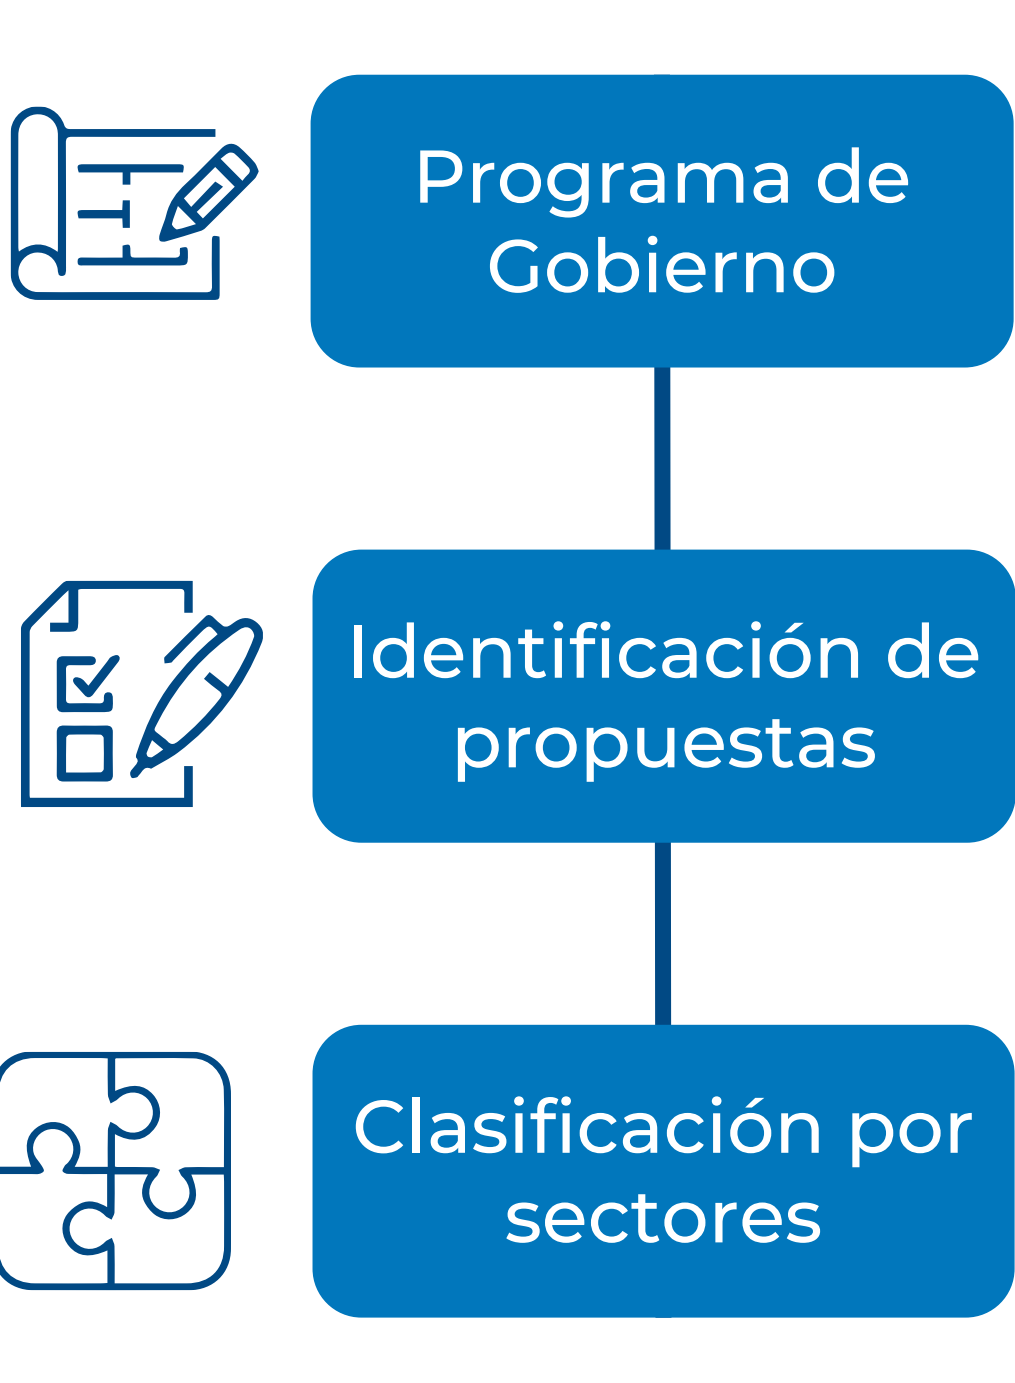 Programa de
Gobierno
Identificación de
propuestas
Clasificación por
sectores